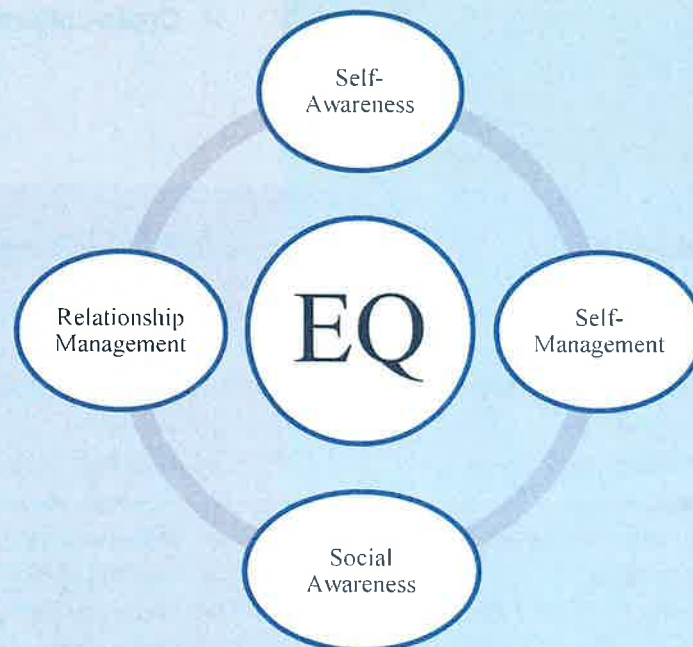 Self-
Awareness
Relationship
Management
EQ
Self-
Management
Social
Awareness